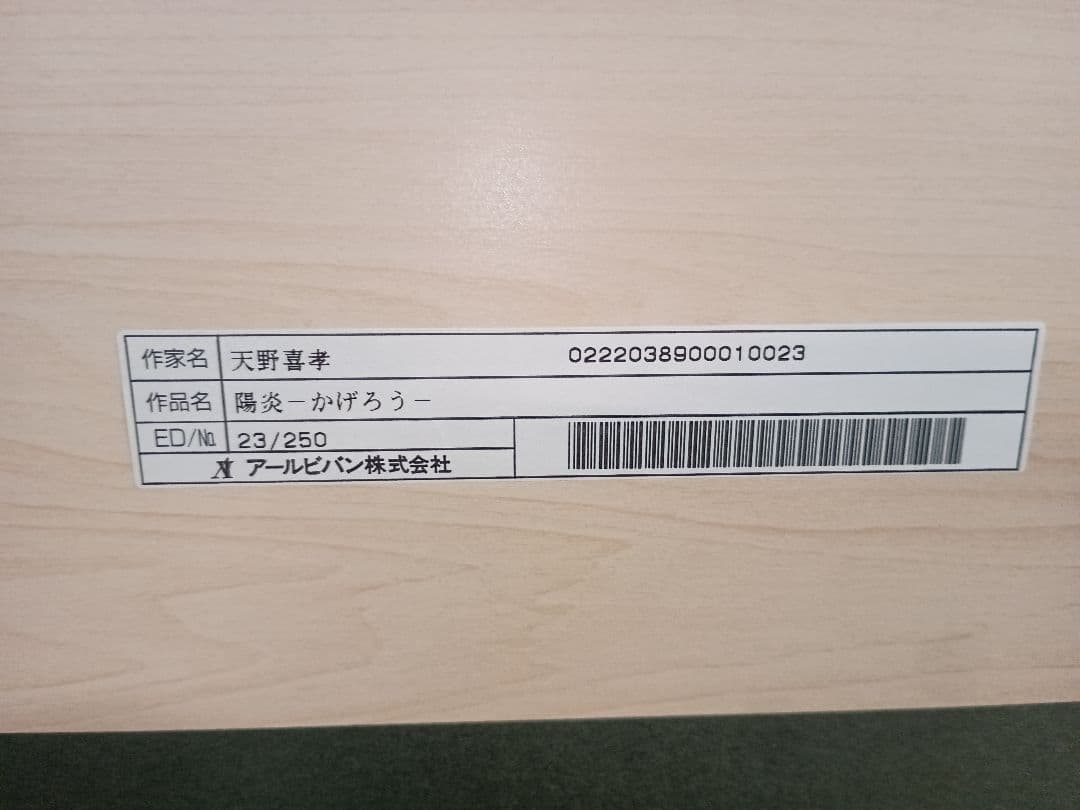 作家名 天野喜孝 0222038900010023
作品名 陽炎－かげろう－
ED/№ 23/250
アールビバン株式会社